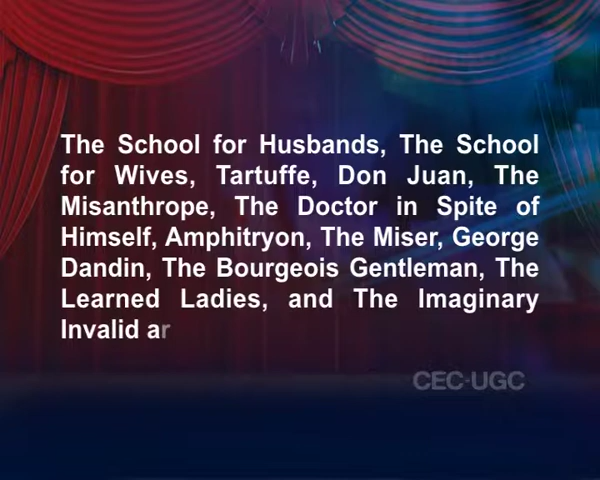 The School for Husbands, The School
for Wives, Tartuffe, Don Juan, The
Misanthrope, The Doctor in Spite of
Himself, Amphitryon, The Miser, George
Dandin, The Bourgeois Gentleman, The
Learned Ladies, and The Imaginary
Invalid ar
CEC-UGC